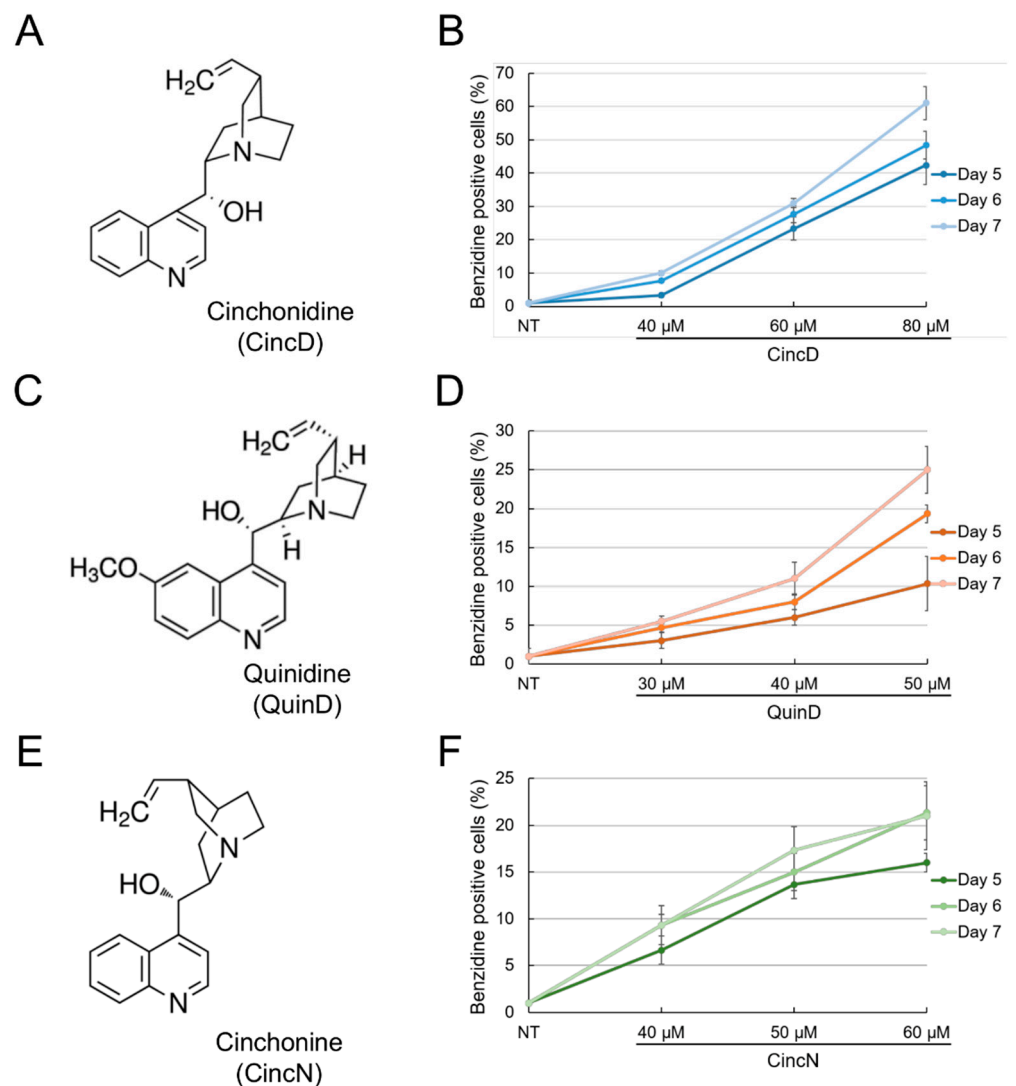 A
H₂C
N
OH
N
Cinchonidine
(CincD)
B
Benzidine positive cells (%)
70
60
50
40
30
20
10
0
NT
40 µM
60 µM
80 µM
CincD
Day 5
Day 6
Day 7
C
H₂C
H
HO
N
H
H₃CO
N
Quinidine
(QuinD)
D
Benzidine positive cells (%)
30
25
20
15
10
5
0
NT
30 µM
40 µM
50 µM
QuinD
Day 5
Day 6
Day 7
E
H₂C
N
HO
N
Cinchonine
(CincN)
F
Benzidine positive cells (%)
25
20
15
10
5
0
NT
40 µM
50 µM
60 µM
CincN
Day 5
Day 6
Day 7